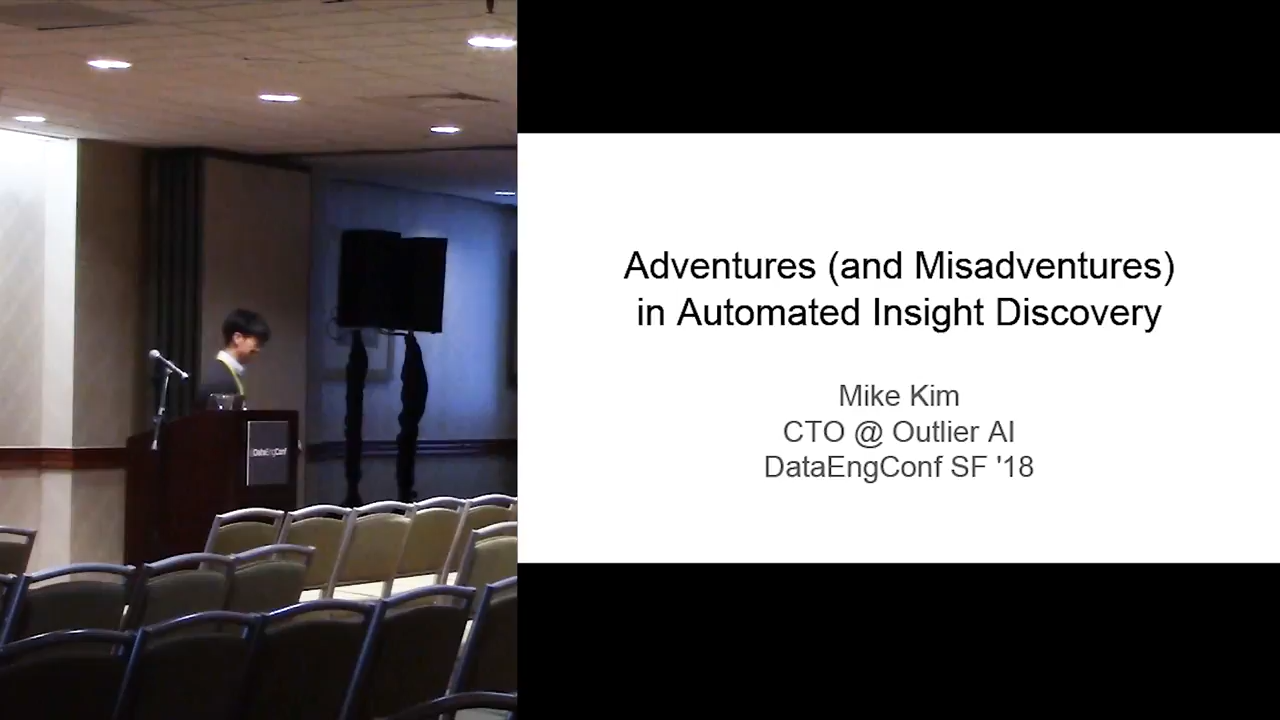 DataEngConf
Adventures (and Misadventures)
in Automated Insight Discovery
Mike Kim
CTO @ Outlier AI
DataEngConf SF '18